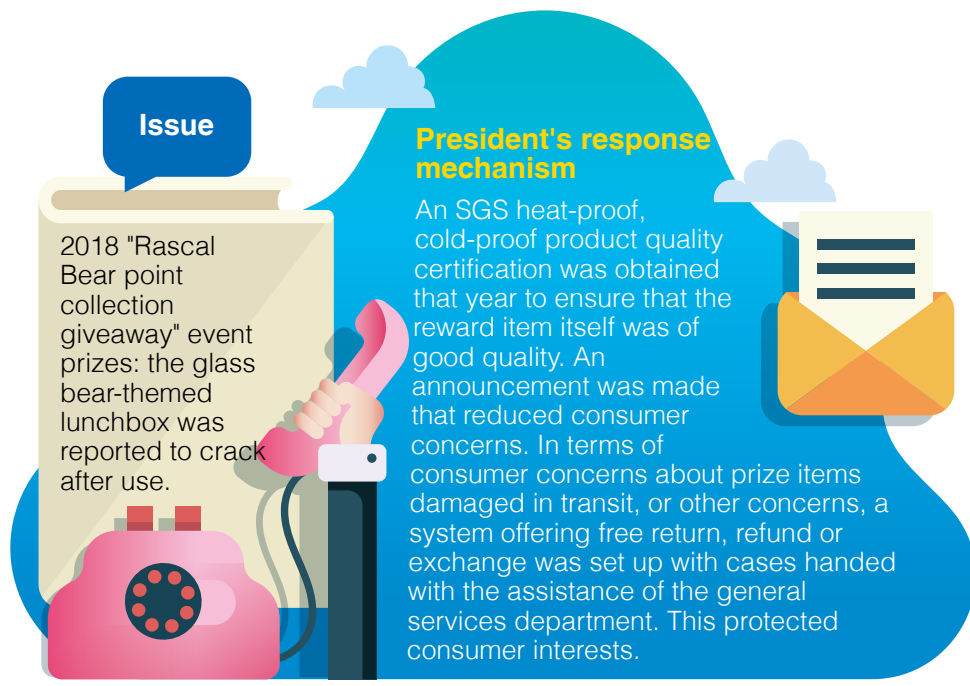 Issue
2018 "Rascal
Bear point
collection
giveaway" event
prizes: the glass
bear-themed
lunchbox was
reported to crack
after use.
President's response
mechanism
An SGS heat-proof,
cold-proof product quality
certification was obtained
that year to ensure that the
reward item itself was of
good quality. An
announcement was made
that reduced consumer
concerns. In terms of
consumer concerns about prize items
damaged in transit, or other concerns, a
system offering free return, refund or
exchange was set up with cases handed
with the assistance of the general
services department. This protected
consumer interests.